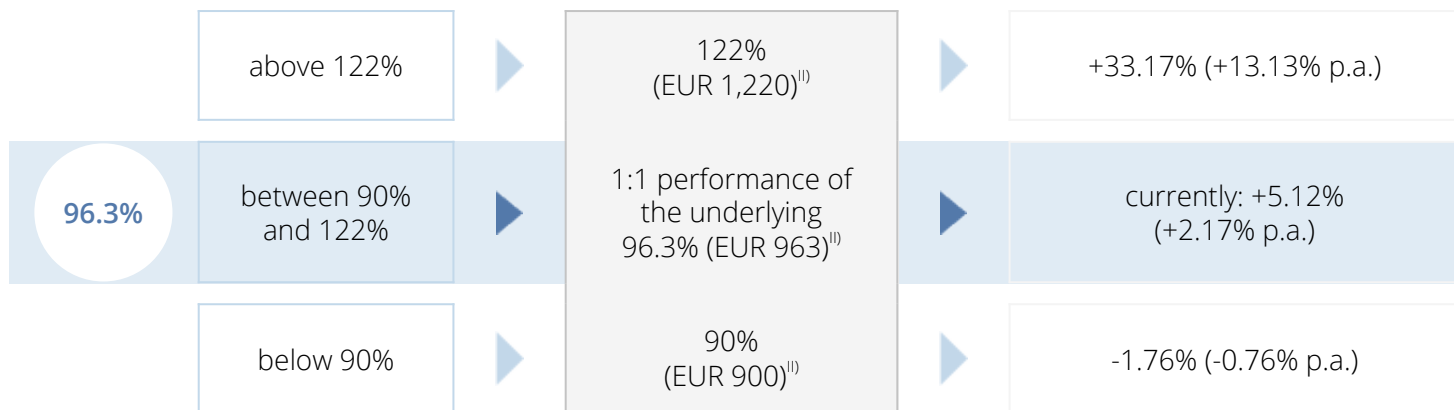 above 122%
122%
(EUR 1,220)II)
+33.17% (+13.13% p.a.)
96.3%
between 90%
and 122%
1:1 performance of
the underlying
96.3% (EUR 963)II)
currently: +5.12%
(+2.17% p.a.)
below 90%
90%
(EUR 900)II)
-1.76% (-0.76% p.a.)